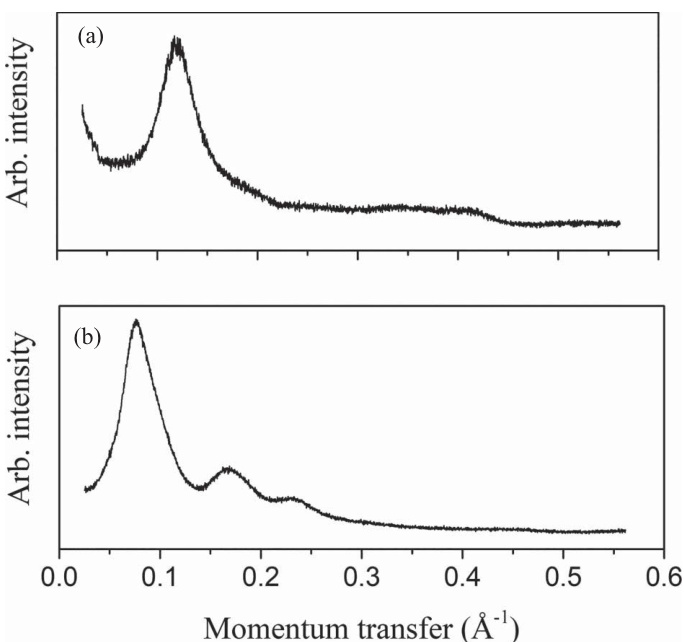 (a)
Arb. intensity
(b)
Arb. intensity
0.0 0.1 0.2 0.3 0.4 0.5 0.6
Momentum transfer (Å⁻¹)